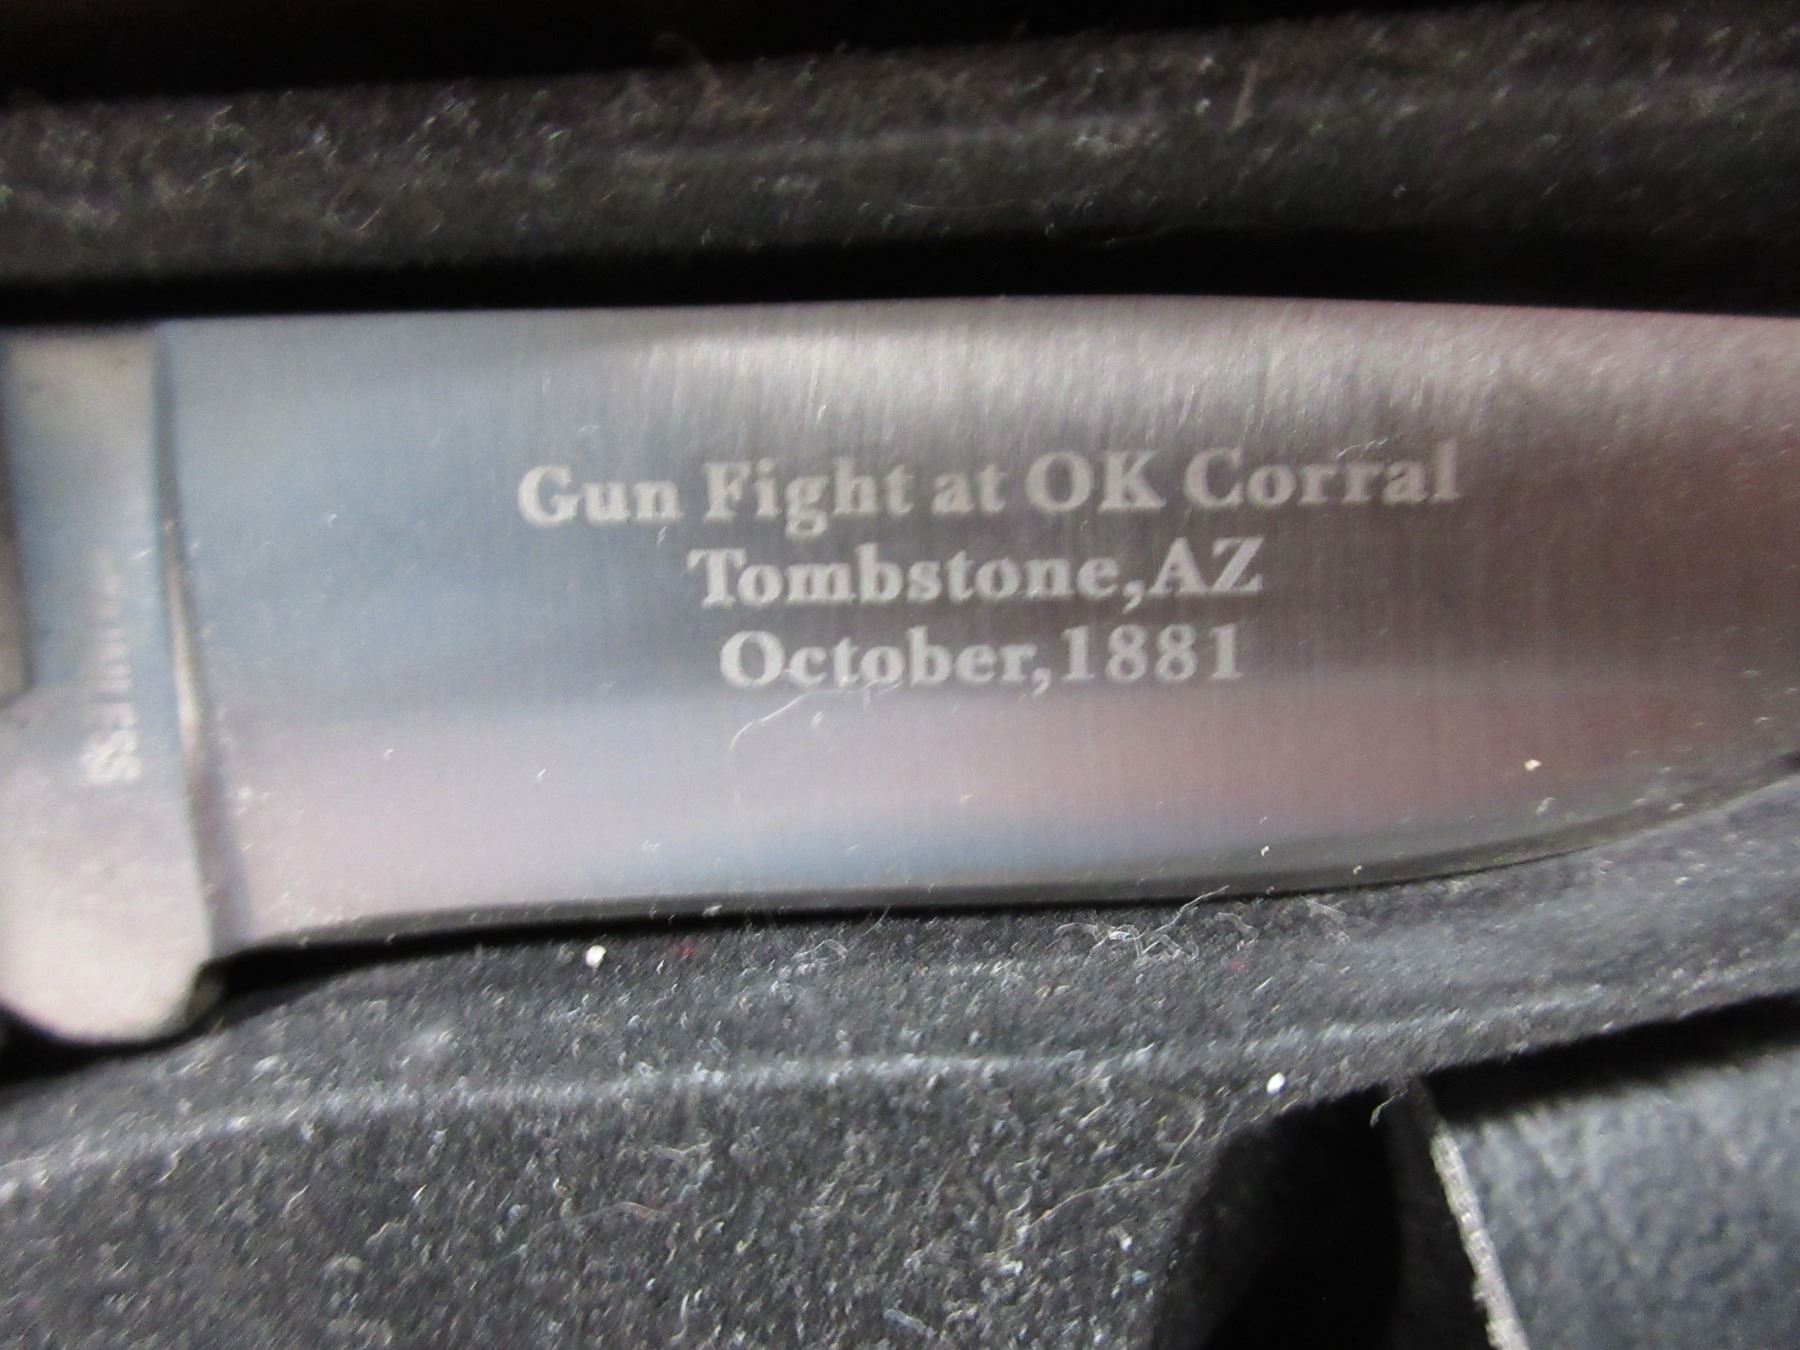 Gun Fight at OK Corral
Tombstone,AZ
October,1881